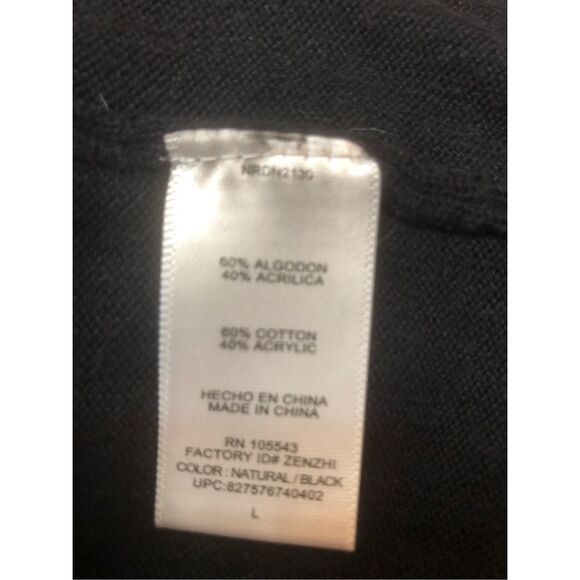 NRDN2130
60% ALGODON
40% ACRILICA
60% COTTON
40% ACRYLIC
HECHO EN CHINA
MADE IN CHINA
RN 105543
FACTORY ID# ZENZHI
COLOR : NATURAL / BLACK
UPC:827576740402
L